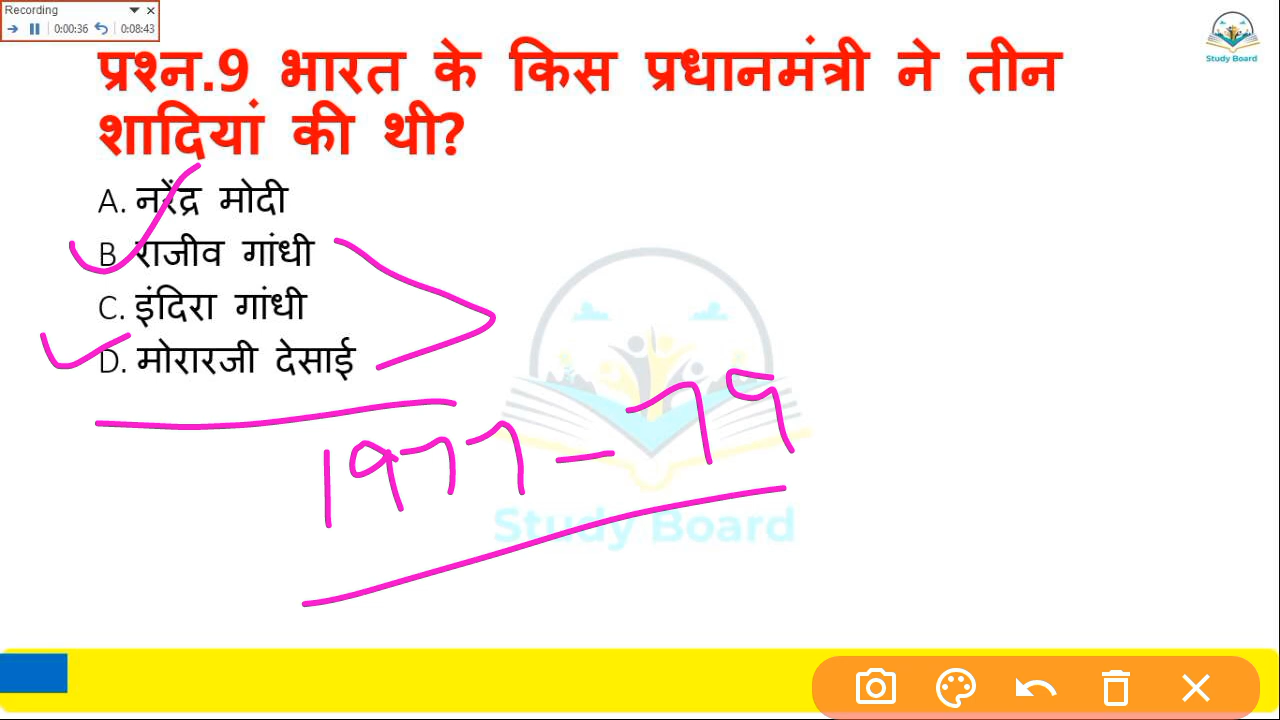 Recording
0:00:36 0:08:43
Study Board
प्रश्न.9 भारत के किस प्रधानमंत्री ने तीन
शादियां की थी?
A. नरेंद्र मोदी
B. राजीव गांधी
C. इंदिरा गांधी
D. मोरारजी देसाई
1977-79
Study Board